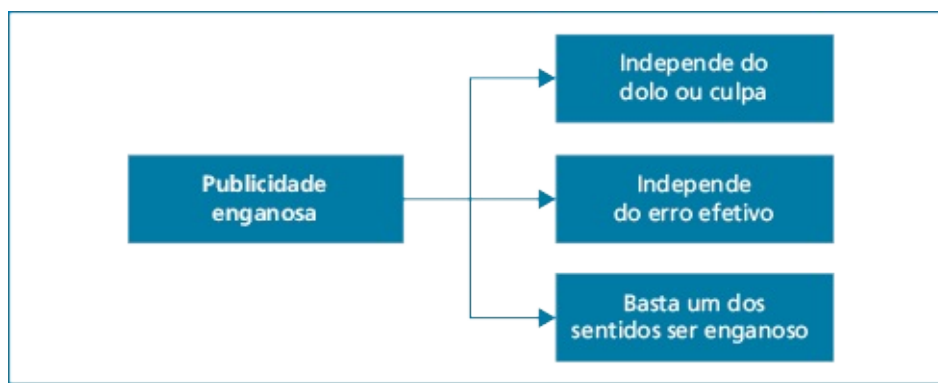 Independe do
dolo ou culpa
Publicidade
enganosa
Independe
do erro efetivo
Basta um dos
sentidos ser enganoso